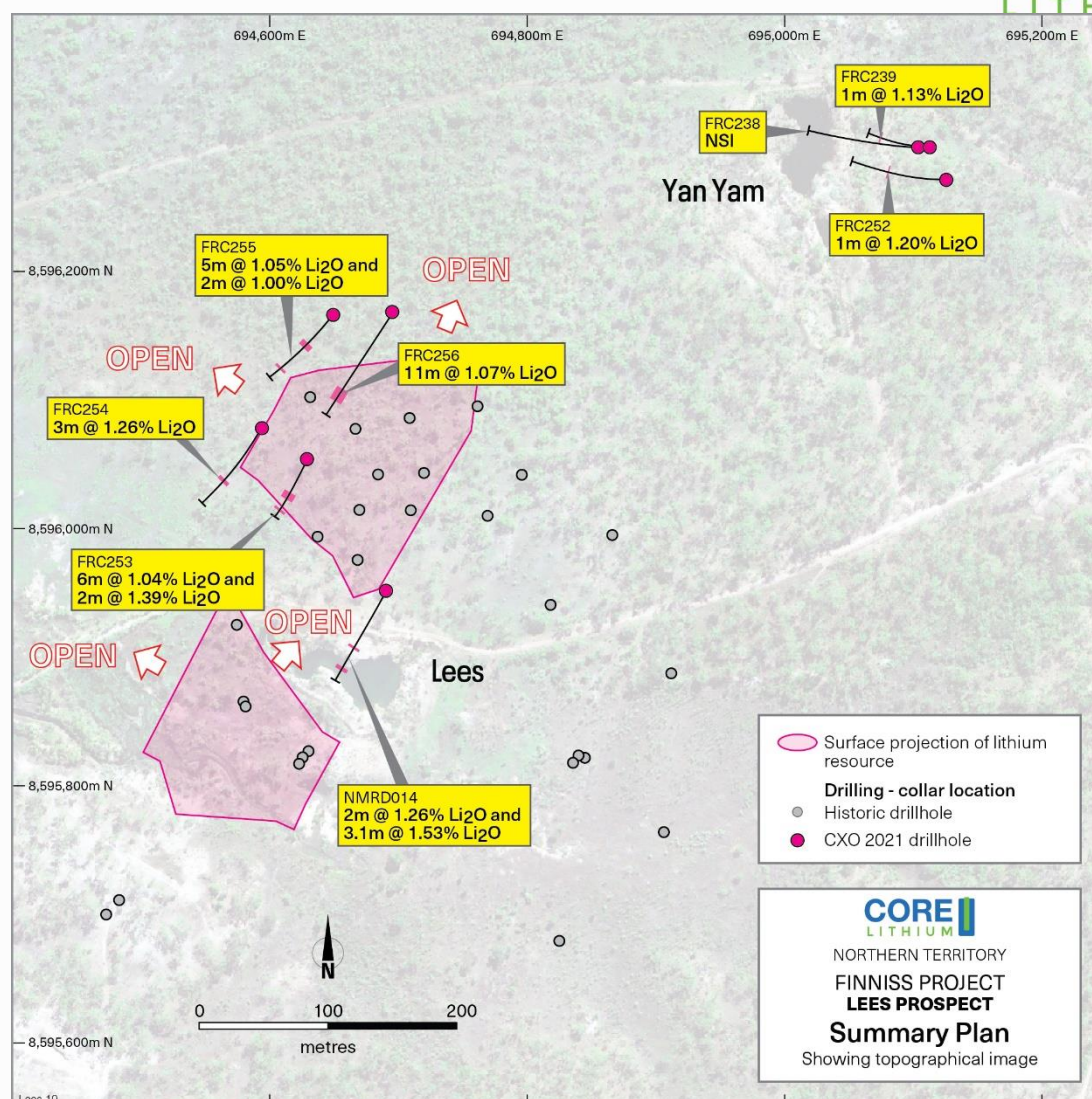 694,600m E
694,800m E
695,000m E
695,200m E
FRC239
1m @ 1.13% Li2O
FRC238
NSI
Yan Yam
FRC252
1m @ 1.20% Li2O
FRC255
5m @ 1.05% Li2O and
2m @ 1.00% Li2O
OPEN
8,596,200m N
OPEN
FRC256
11m @ 1.07% Li2O
FRC254
3m @ 1.26% Li2O
8,596,000m N
FRC253
6m @ 1.04% Li2O and
2m @ 1.39% Li2O
OPEN
OPEN
Lees
8,595,800m N
NMRD014
2m @ 1.26% Li2O and
3.1m @ 1.53% Li2O
Surface projection of lithium
resource
Drilling - collar location
Historic drillhole
CXO 2021 drillhole
N
0 100 200
metres
8,595,600m N
CORE
LITHIUM
NORTHERN TERRITORY
FINNISS PROJECT
LEES PROSPECT
Summary Plan
Showing topographical image